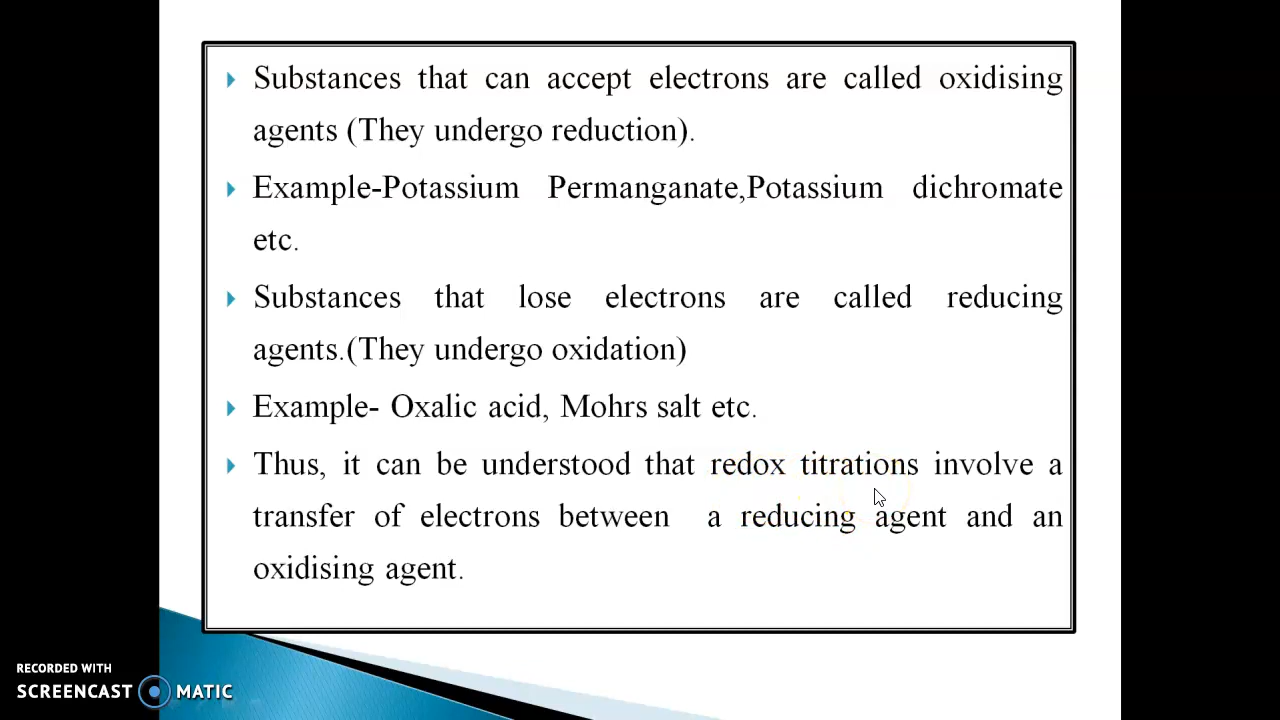 Substances that can accept electrons are called oxidising
agents (They undergo reduction).
Example-Potassium Permanganate,Potassium dichromate
etc.
Substances that lose electrons are called reducing
agents.(They undergo oxidation)
Example- Oxalic acid, Mohrs salt etc.
Thus, it can be understood that redox titrations involve a
transfer of electrons between a reducing agent and an
oxidising agent.
RECORDED WITH
SCREENCAST MATIC